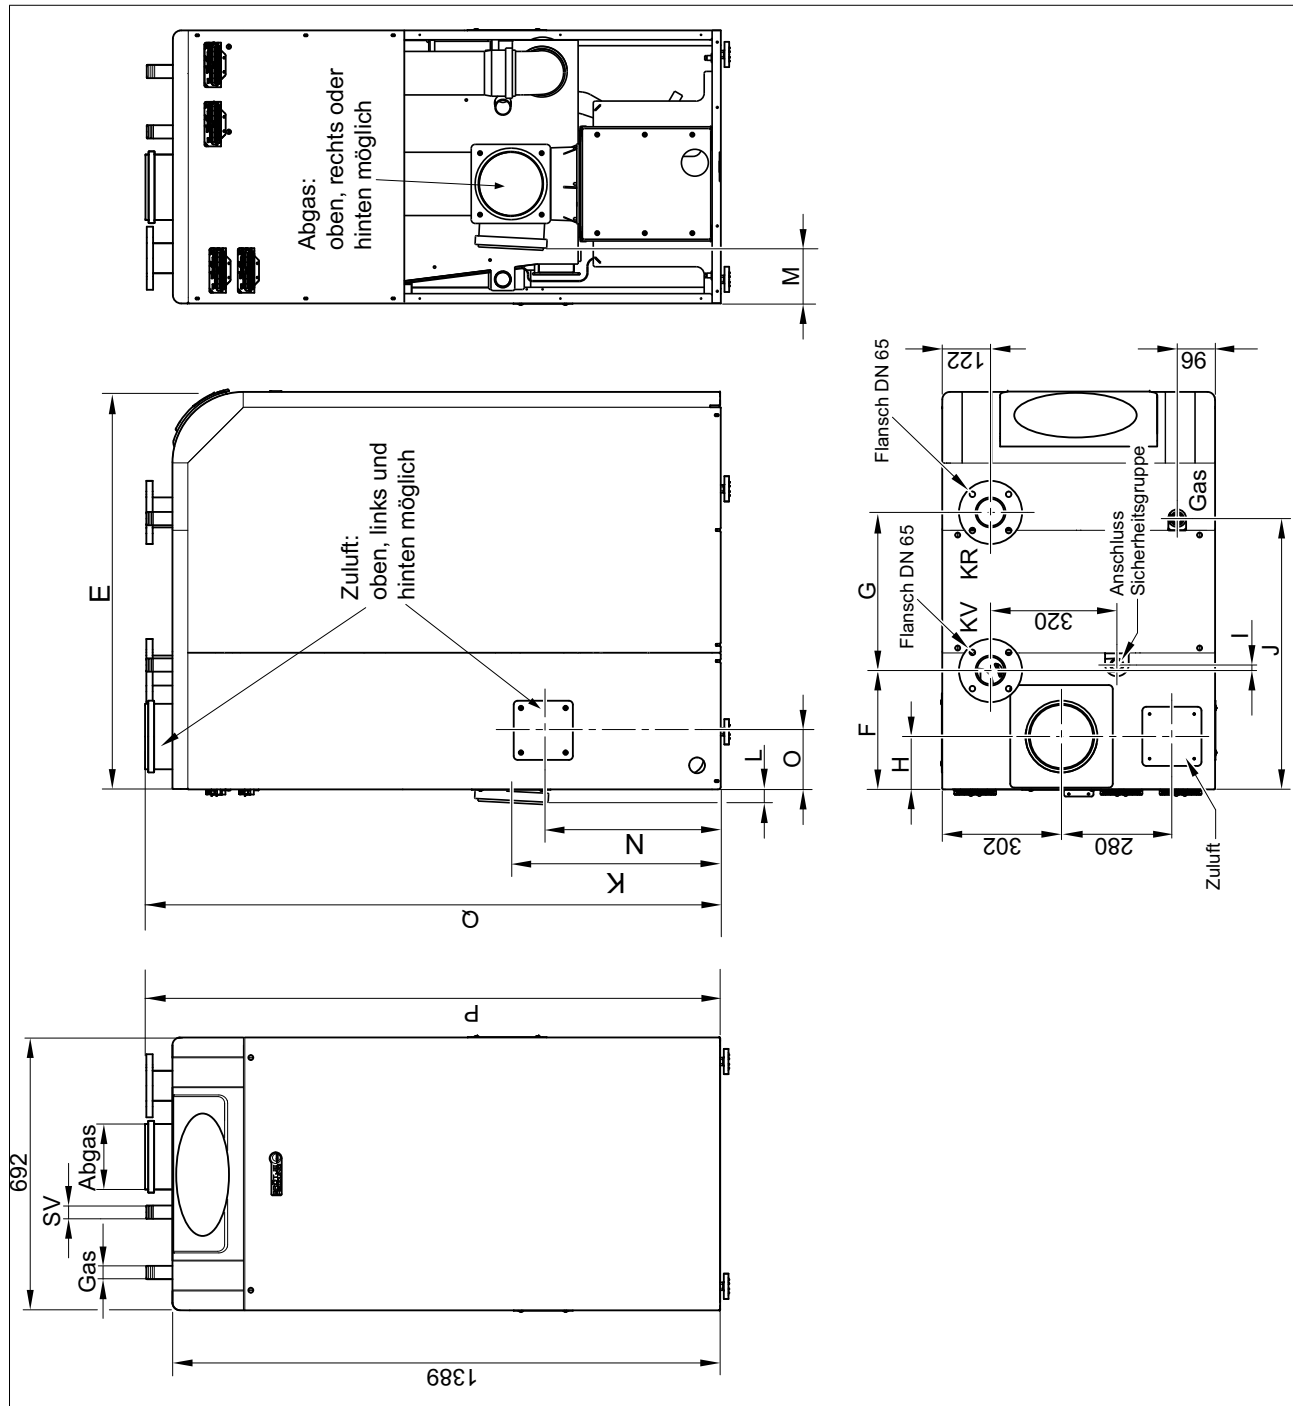 Abgas:
oben, rechts oder
hinten möglich
M
E
Zuluft:
oben, links und
hinten möglich
L
O
N
K
Q
Flansch DN 65
122
96
Flansch DN 65
KV
KR
G
Gas
Anschluss
Sicherheitsgruppe
320
F
H
I
J
302
280
Zuluft
692
SV
Abgas
Gas
P
1389